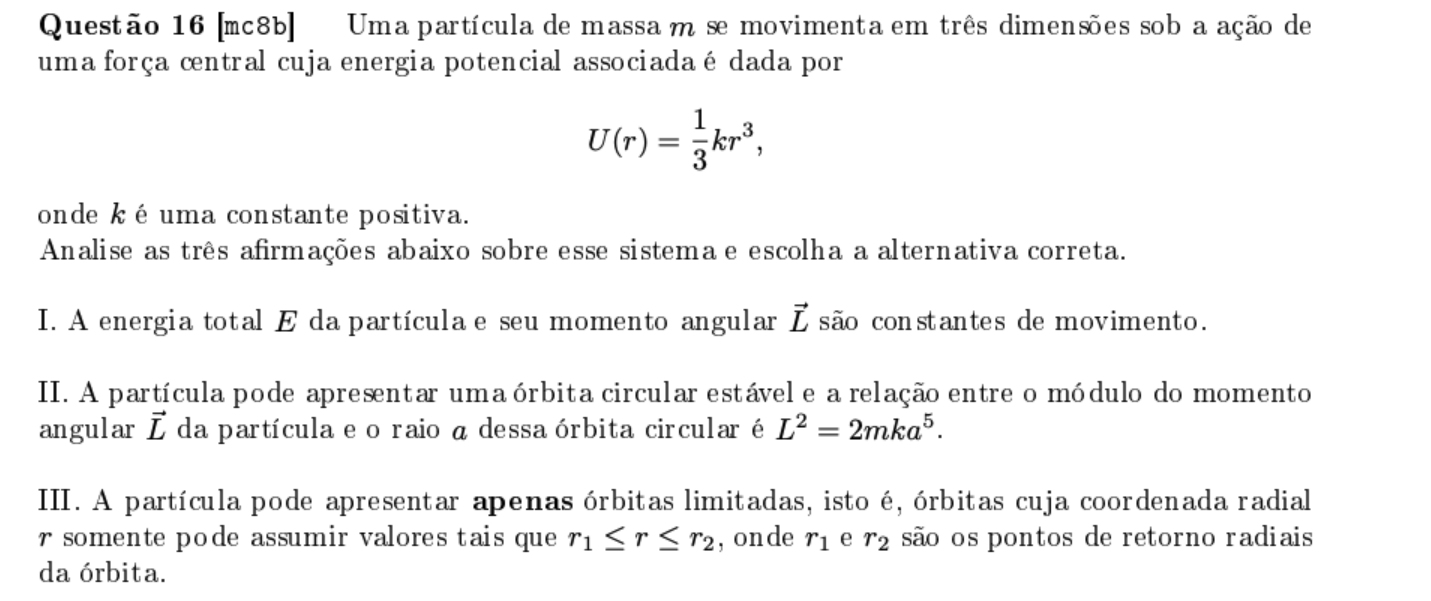 Questão 16 [mc8b] Uma partícula de massa m se movimenta em três dimensões sob a ação de
uma força central cuja energia potencial associada é dada por
U(r) = \frac{1}{3}kr^3,
onde k é uma constante positiva.
Analise as três afirmações abaixo sobre esse sistema e escolha a alternativa correta.
I. A energia total E da partícula e seu momento angular \vec{L} são constantes de movimento.
II. A partícula pode apresentar uma órbita circular estável e a relação entre o módulo do momento
angular \vec{L} da partícula e o raio a dessa órbita circular é L^2 = 2mka^5.
III. A partícula pode apresentar apenas órbitas limitadas, isto é, órbitas cuja coordenada radial
r somente pode assumir valores tais que r_1 ≤ r ≤ r_2, onde r_1 e r_2 são os pontos de retorno radiais
da órbita.